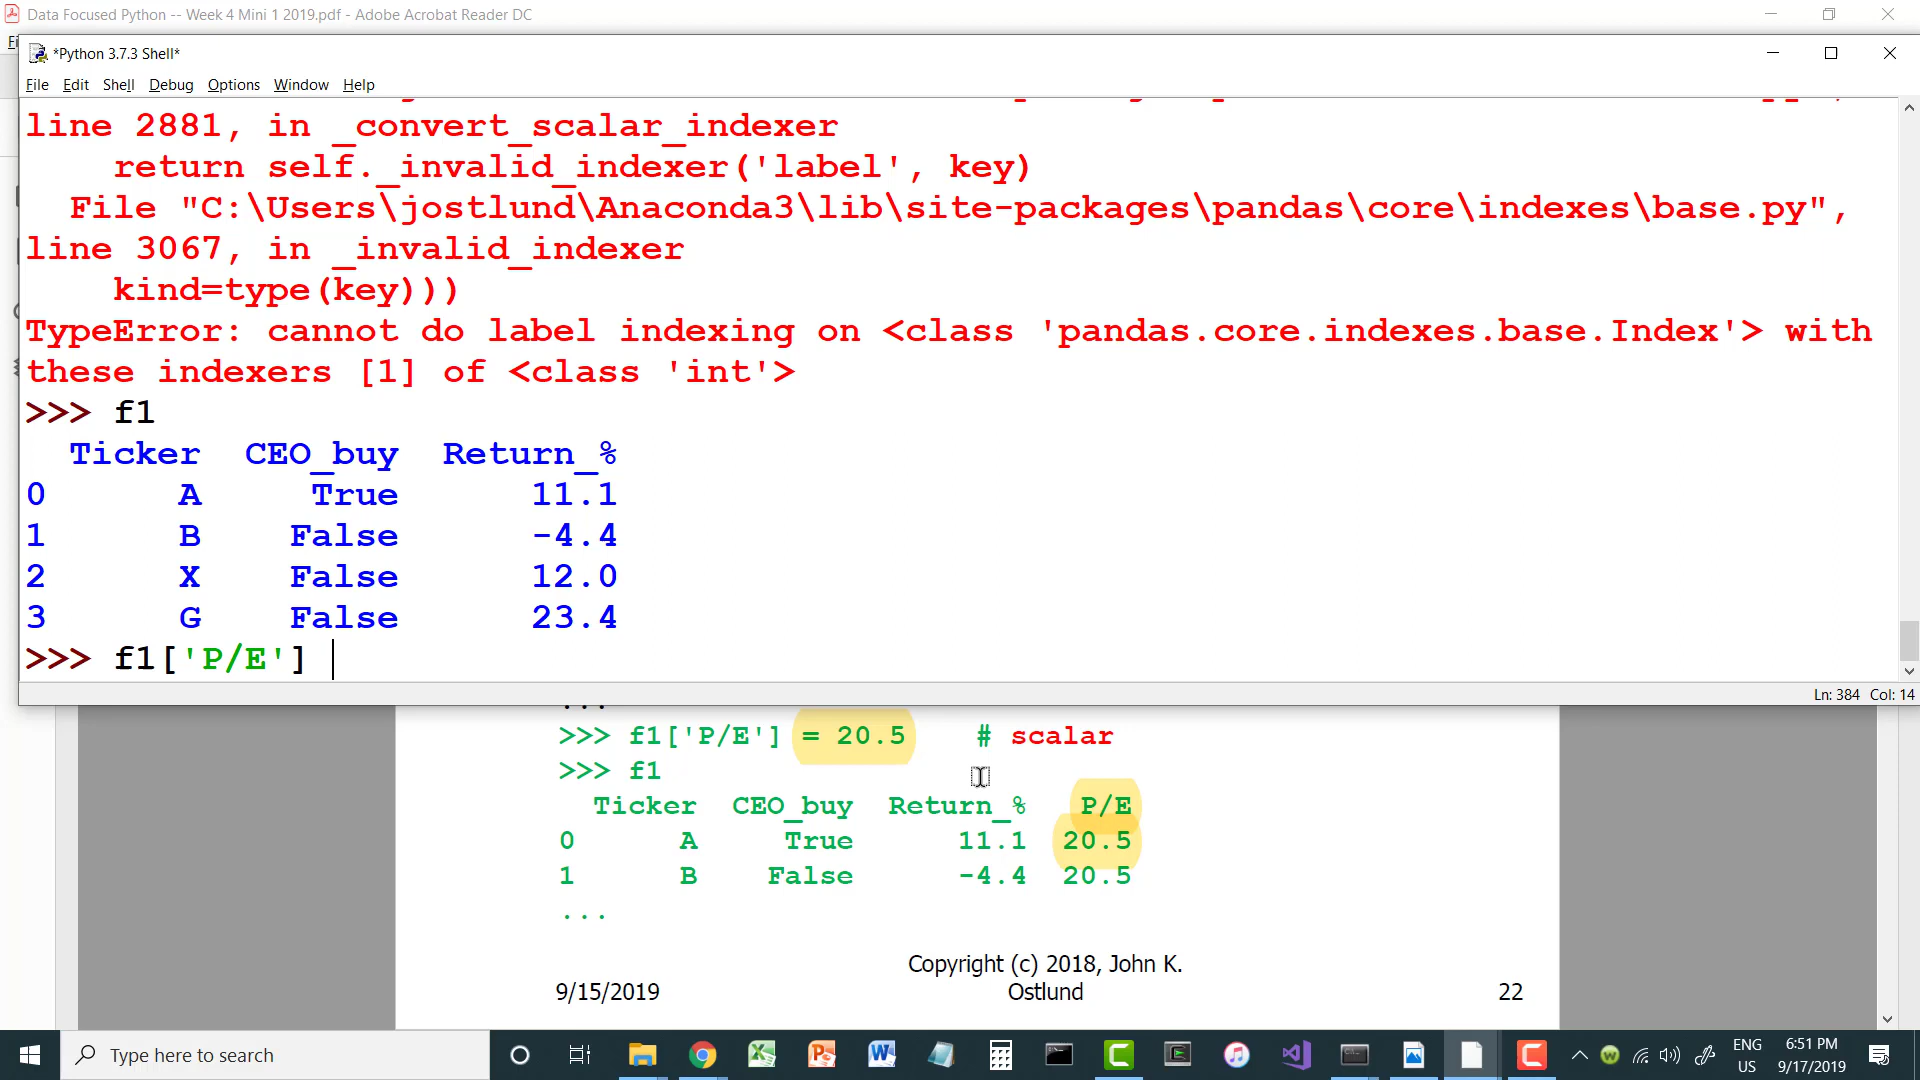 Data Focused Python -- Week 4 Mini 1 2019.pdf - Adobe Acrobat Reader DC
*Python 3.7.3 Shell*
File Edit Shell Debug Options Window Help
line 2881, in _convert_scalar_indexer
    return self._invalid_indexer('label', key)
  File "C:\Users\jostlund\Anaconda3\lib\site-packages\pandas\core\indexes\base.py",
line 3067, in _invalid_indexer
    kind=type(key)))
TypeError: cannot do label indexing on <class 'pandas.core.indexes.base.Index'> with
these indexers [1] of <class 'int'>
>>> f1
  Ticker  CEO_buy  Return_%
0      A     True      11.1
1      B    False      -4.4
2      X    False      12.0
3      G    False      23.4
>>> f1['P/E']
Ln: 384 Col: 14
...
>>> f1['P/E'] = 20.5    # scalar
>>> f1
  Ticker  CEO_buy  Return_%   P/E
0      A     True      11.1  20.5
1      B    False      -4.4  20.5
...
Copyright (c) 2018, John K.
9/15/2019 Ostlund 22
Type here to search
ENG 6:51 PM
US 9/17/2019